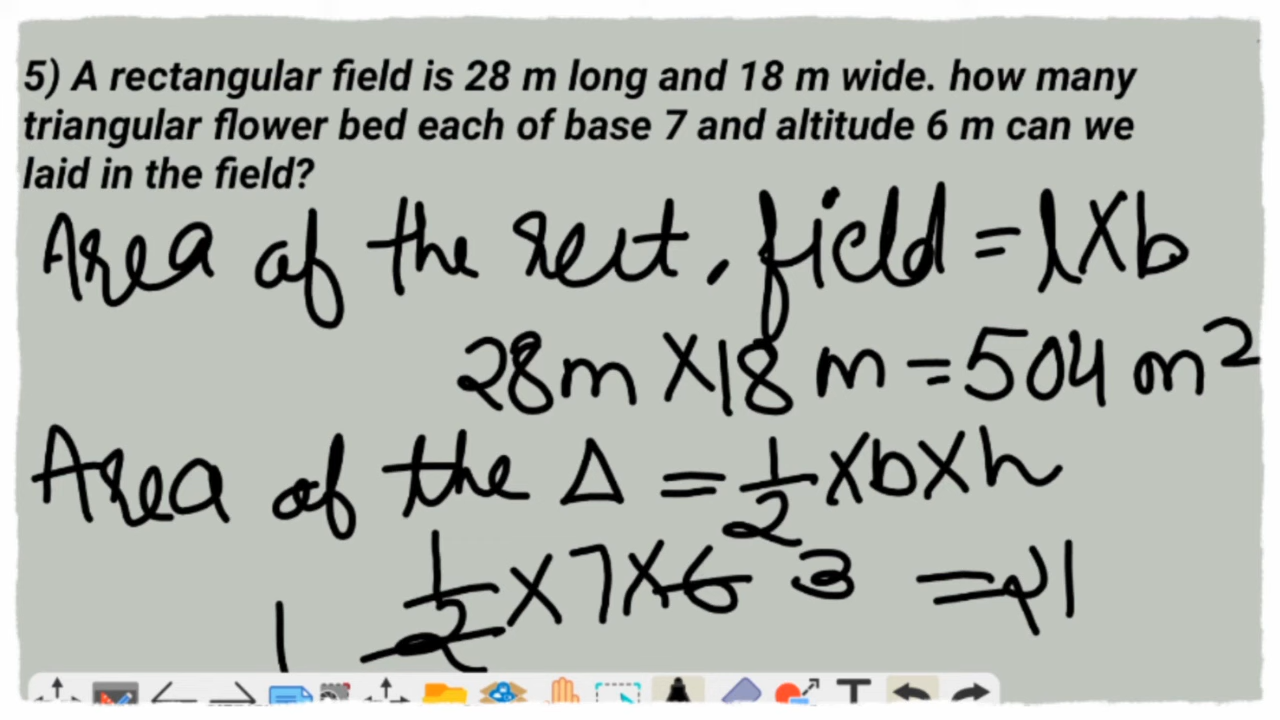 5) A rectangular field is 28 m long and 18 m wide. how many
triangular flower bed each of base 7 and altitude 6 m can we
laid in the field?
Area of the rect. field = l×b
28m ×18 m = 504 m²
Area of the Δ = 1/2 ×b×h
1/2 ×7×6 3 = 21
1